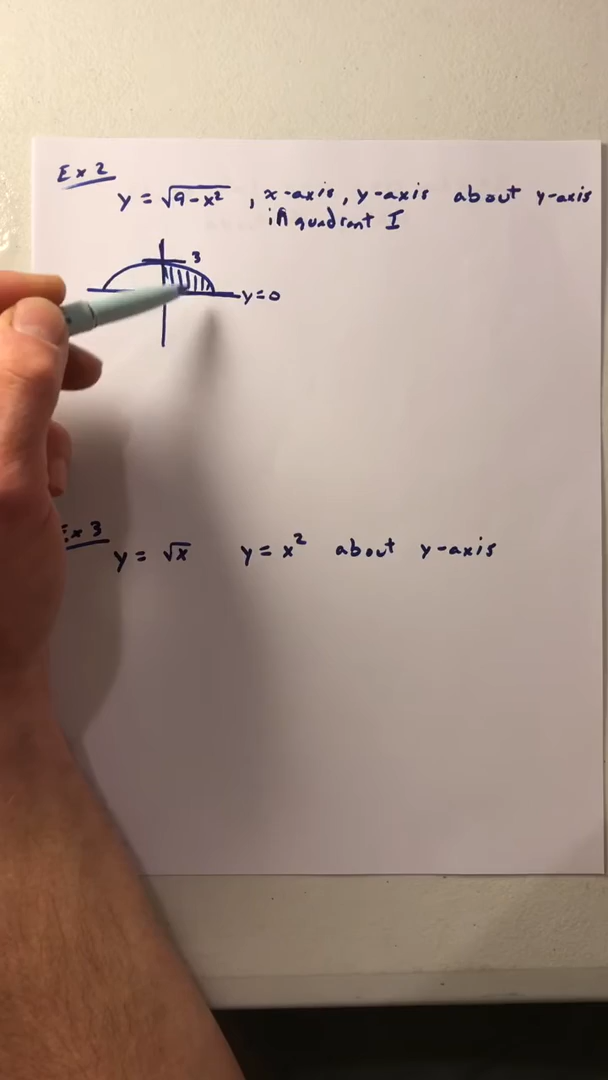 Ex 2
y = √9-x² , x-axis, y-axis about y-axis
in quadrant I
3
y=0
Ex 3
y = √x y = x² about y-axis